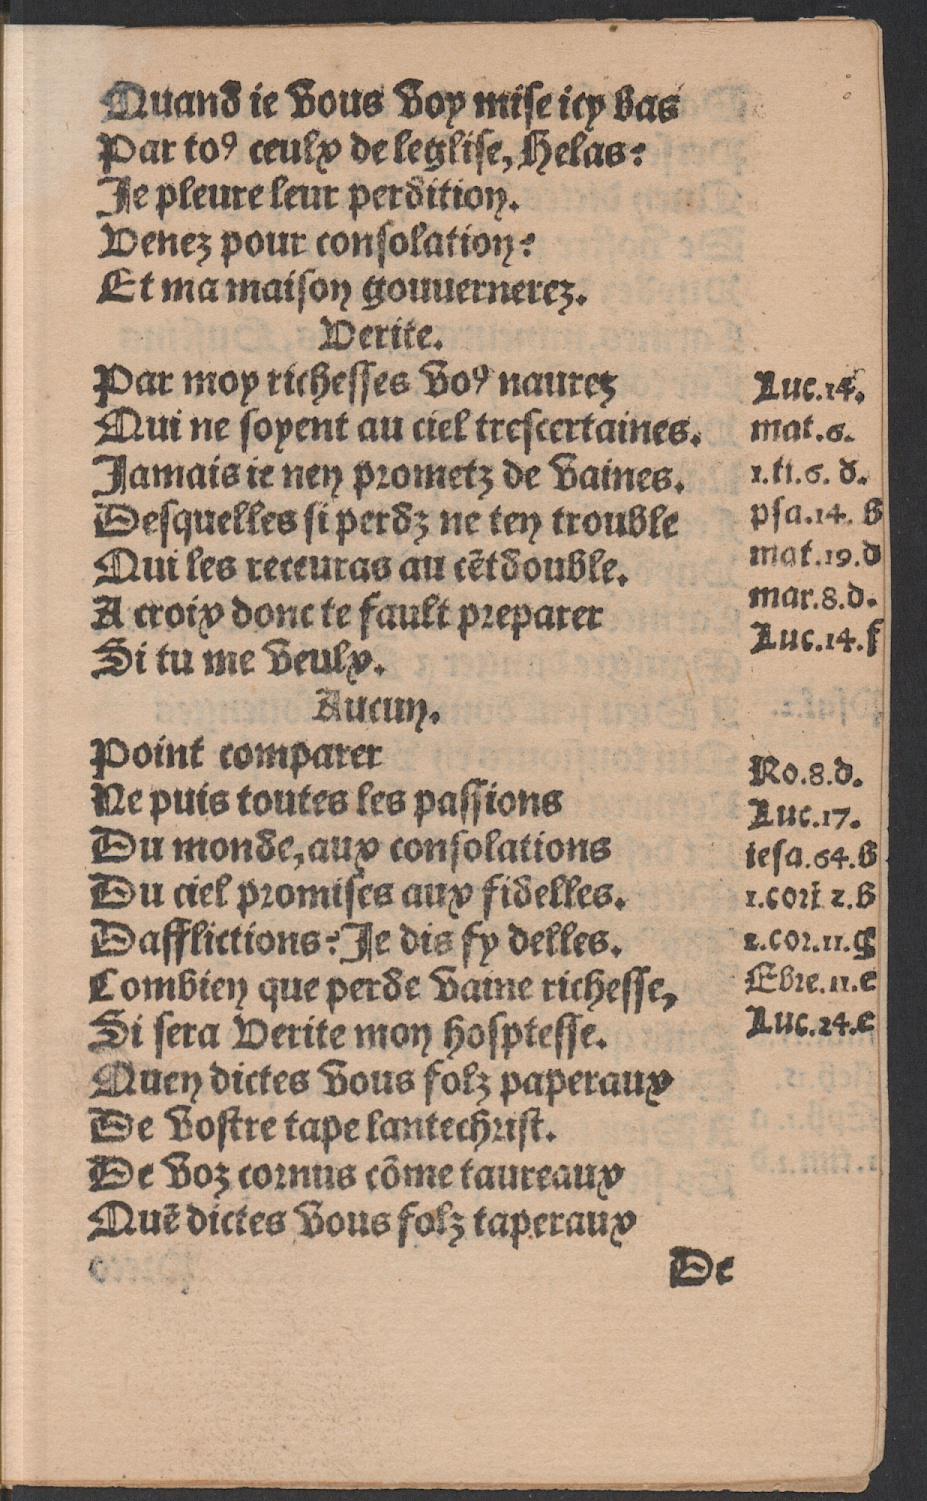 Quand ie vous voy mise icy bas
Par toꝰ ceulx de leglise, Helas:
Je pleure leur perdition.
Venez pour consolation:
Et ma maison gouuernerez.
Verite.
Par moy richesses voꝰ naurez
Qui ne soyent au ciel trescertaines.
Jamais ie nen prometz de vaines.
Desquelles si perdz ne ten trouble
Qui les receuras au cẽtdouble.
A croix donc te fault preparer
Si tu me veulx.
Aucun.
Point comparer
Ne puis toutes les passions
Du monde, aux consolations
Du ciel promises aux fidelles.
Dafflictions: Je dis fy delles.
Combien que perde vaine richesse,
Si sera Verite mon hosptesse.
Quen dictes vous folz paperaux
De vostre tape lantechrist.
De voz cornus cõme taureaux
Quẽ dictes vous folz taperaux
De
Luc.14.
mat.6.
1.ti.6. d.
psa.14. b
mat.19.d
mar.8.d.
Luc.14.f
Ro.8.d.
Luc.17.
iesa.64.b
1.cori 2.b
2.cor.11.g
Ebre.11.e
Luc.24.e